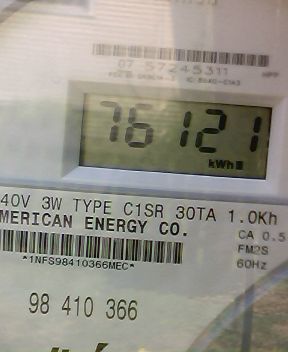 07 57245311
76121
kWh
40V 3W TYPE C1SR 30TA 1.0Kh
MERICAN ENERGY CO.
CA 0.5
*1NFS98410366MEC*
FM2S
60Hz
98 410 366